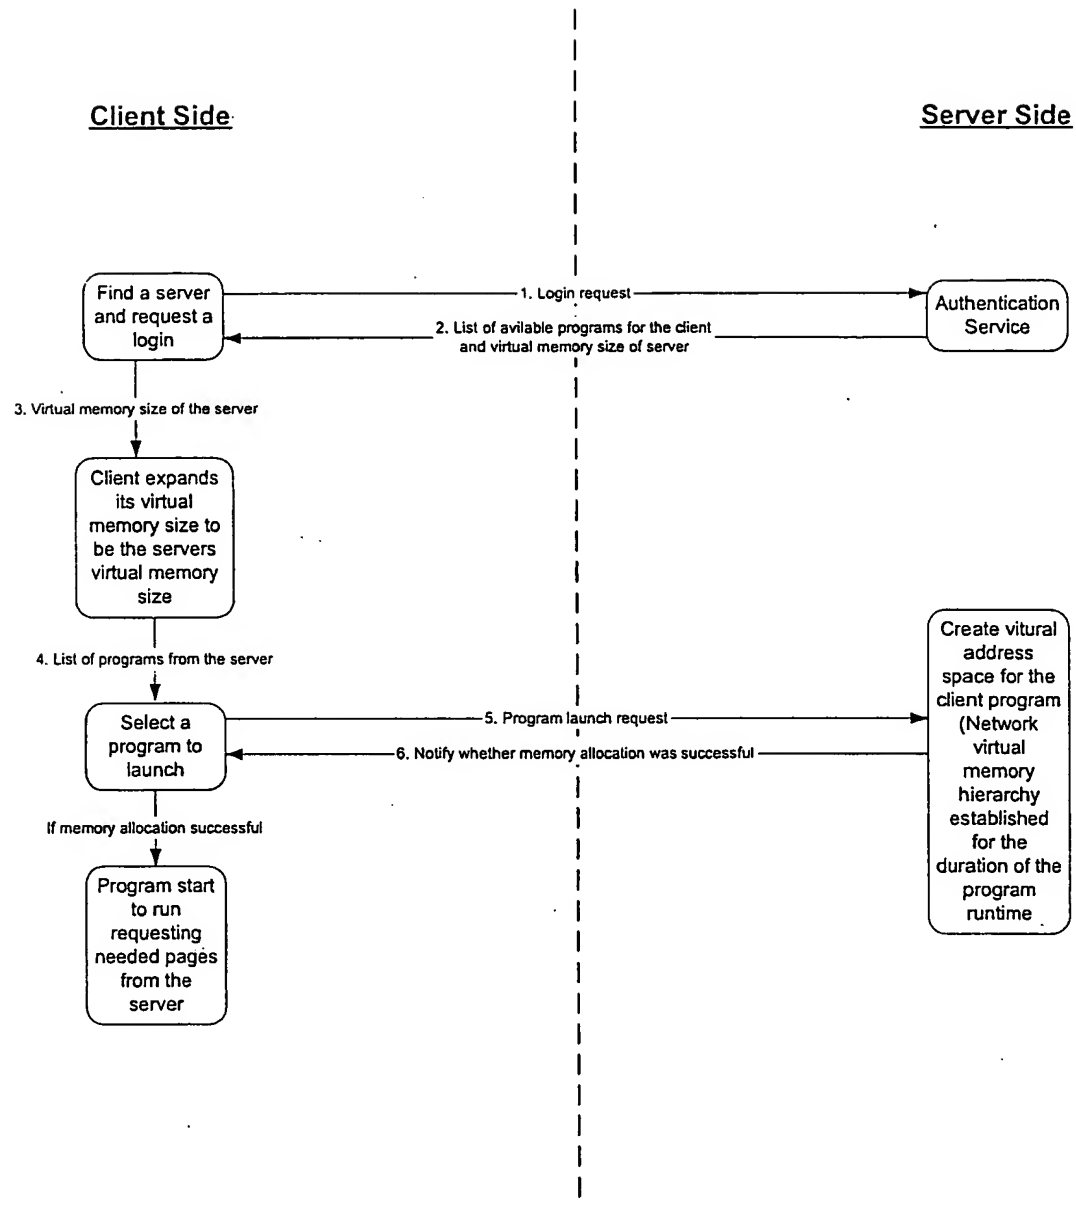 Client Side
Server Side
Find a server
and request a
login
1. Login request
Authentication
Service
2. List of avilable programs for the client
and virtual memory size of server
3. Virtual memory size of the server
Client expands
its virtual
memory size to
be the servers
virtual memory
size
4. List of programs from the server
Select a
program to
launch
5. Program launch request
6. Notify whether memory allocation was successful
Create vitural
address
space for the
client program
(Network
virtual
memory
hierarchy
established
for the
duration of the
program
runtime
If memory allocation successful
Program start
to run
requesting
needed pages
from the
server